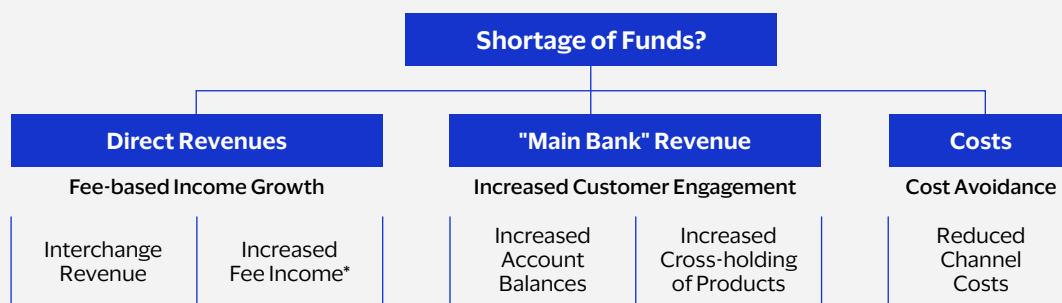 Shortage of Funds?
Direct Revenues
Fee-based Income Growth
Interchange
Revenue
Increased
Fee Income*
"Main Bank" Revenue
Increased Customer Engagement
Increased
Account
Balances
Increased
Cross-holding
of Products
Costs
Cost Avoidance
Reduced
Channel
Costs